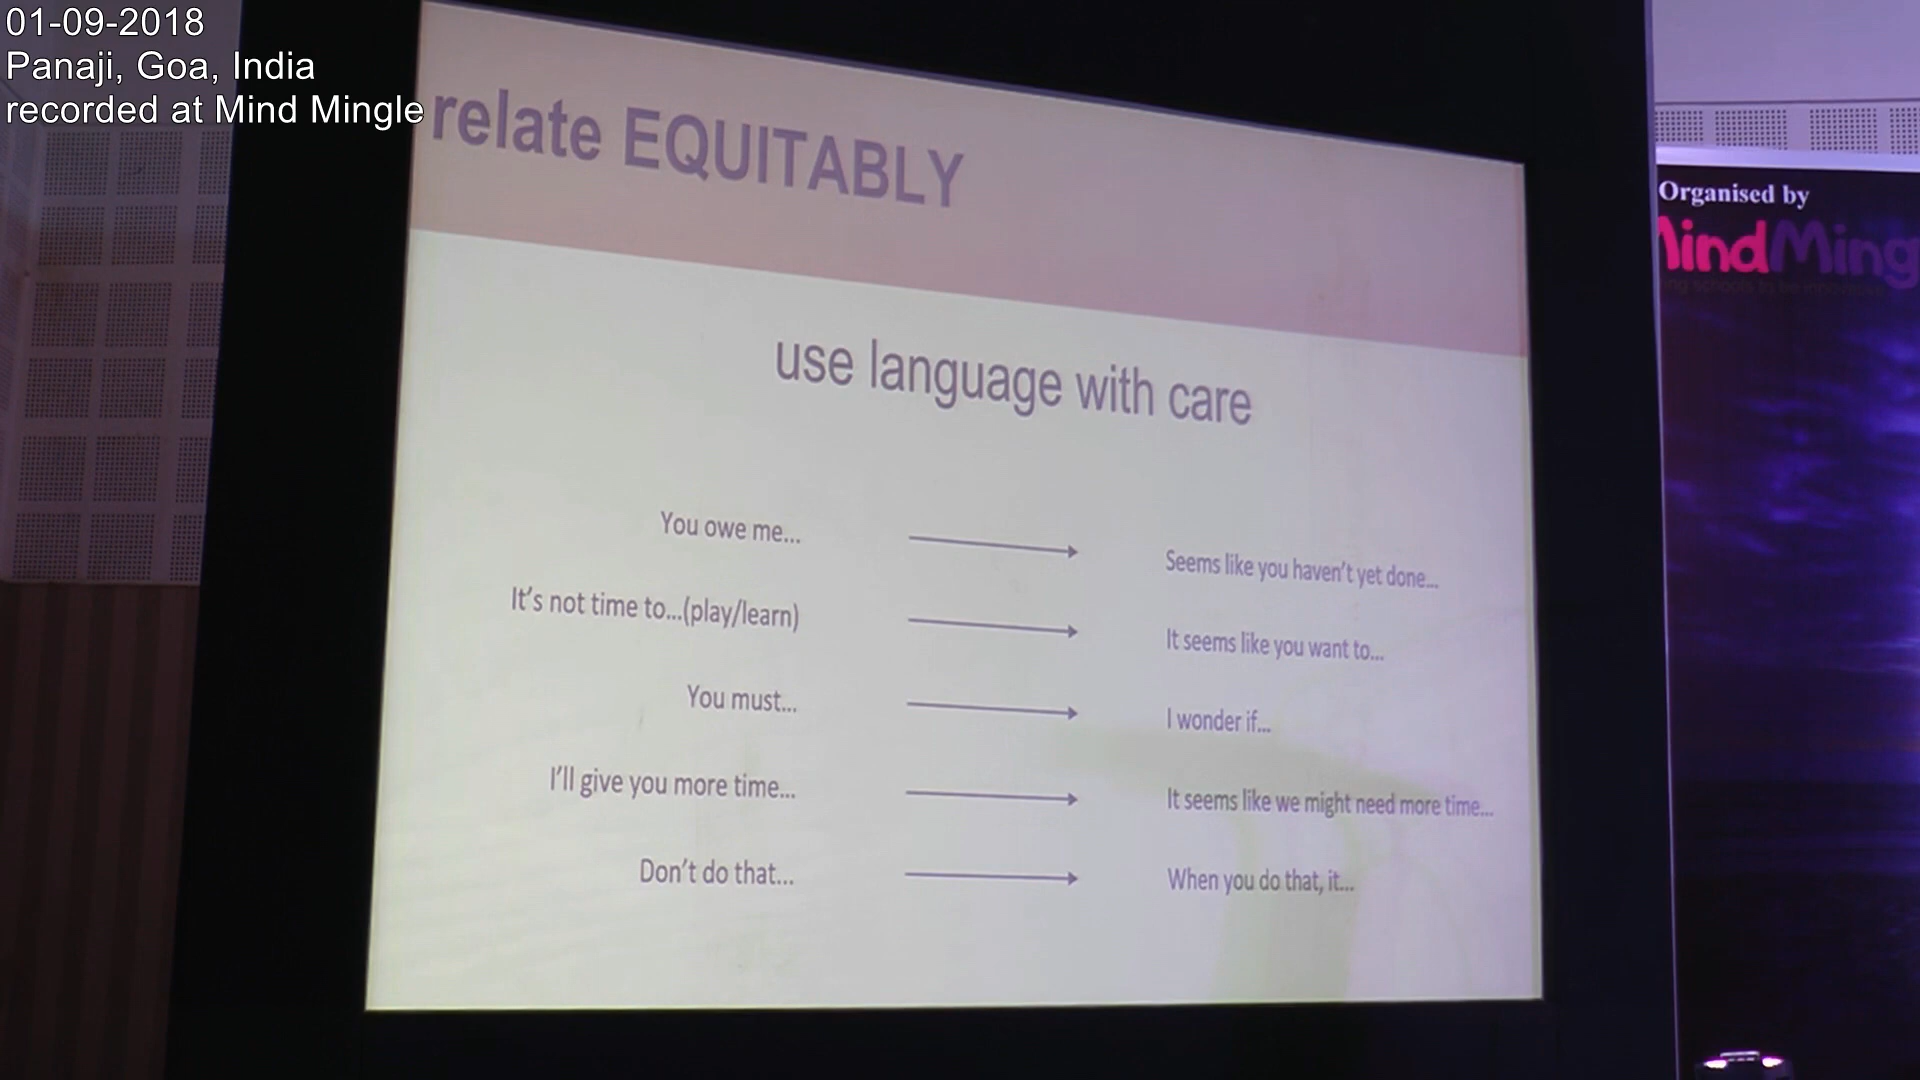 01-09-2018
Panaji, Goa, India
recorded at Mind Mingle
relate EQUITABLY
use language with care
You owe me...
Seems like you haven't yet done...
It's not time to...(play/learn)
It seems like you want to...
You must...
I wonder if...
I'll give you more time...
It seems like we might need more time...
Don't do that...
When you do that, it...
Organised by
MindMingl